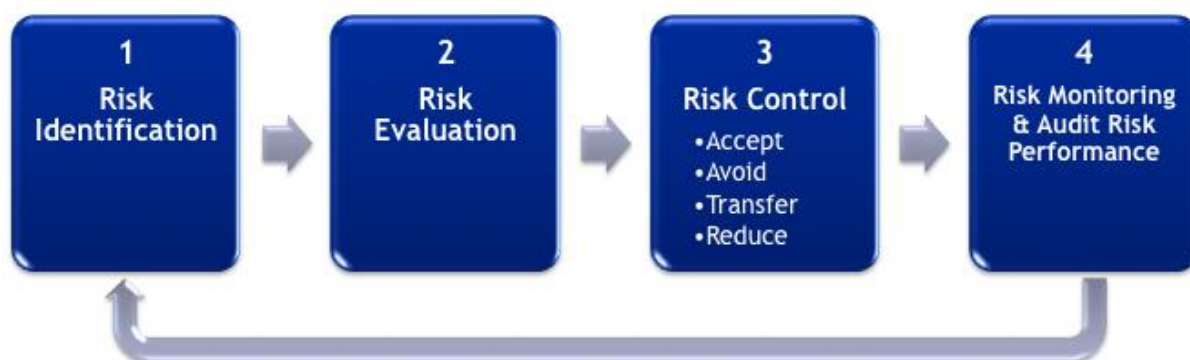 1
Risk
Identification
2
Risk
Evaluation
3
Risk Control
•Accept
•Avoid
•Transfer
•Reduce
4
Risk Monitoring
& Audit Risk
Performance